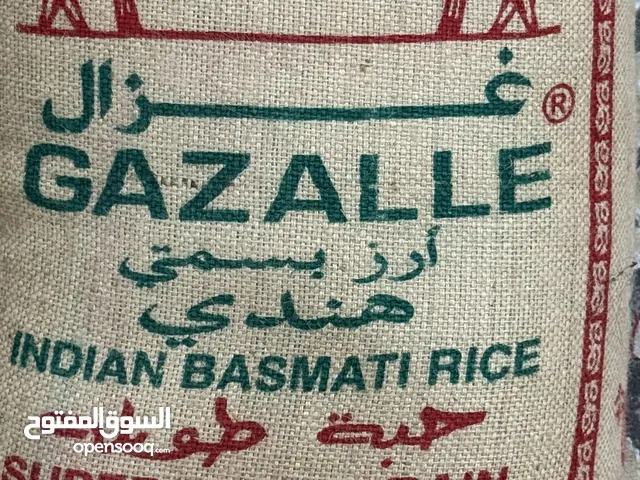 غزال ®
GAZALLE
أرز بسمتي
هندي
INDIAN BASMATI RICE
حبة طويلة
السوق المفتوح
opensooq.com